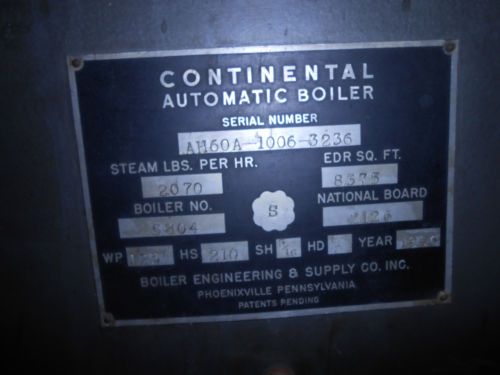 CONTINENTAL
AUTOMATIC BOILER
SERIAL NUMBER
AH60A-1006-3236
STEAM LBS. PER HR. EDR SQ. FT.
2070
BOILER NO. NATIONAL BOARD
5804 S
WP HS 210 SH HD YEAR
BOILER ENGINEERING & SUPPLY CO. INC.
PHOENIXVILLE PENNSYLVANIA
PATENTS PENDING